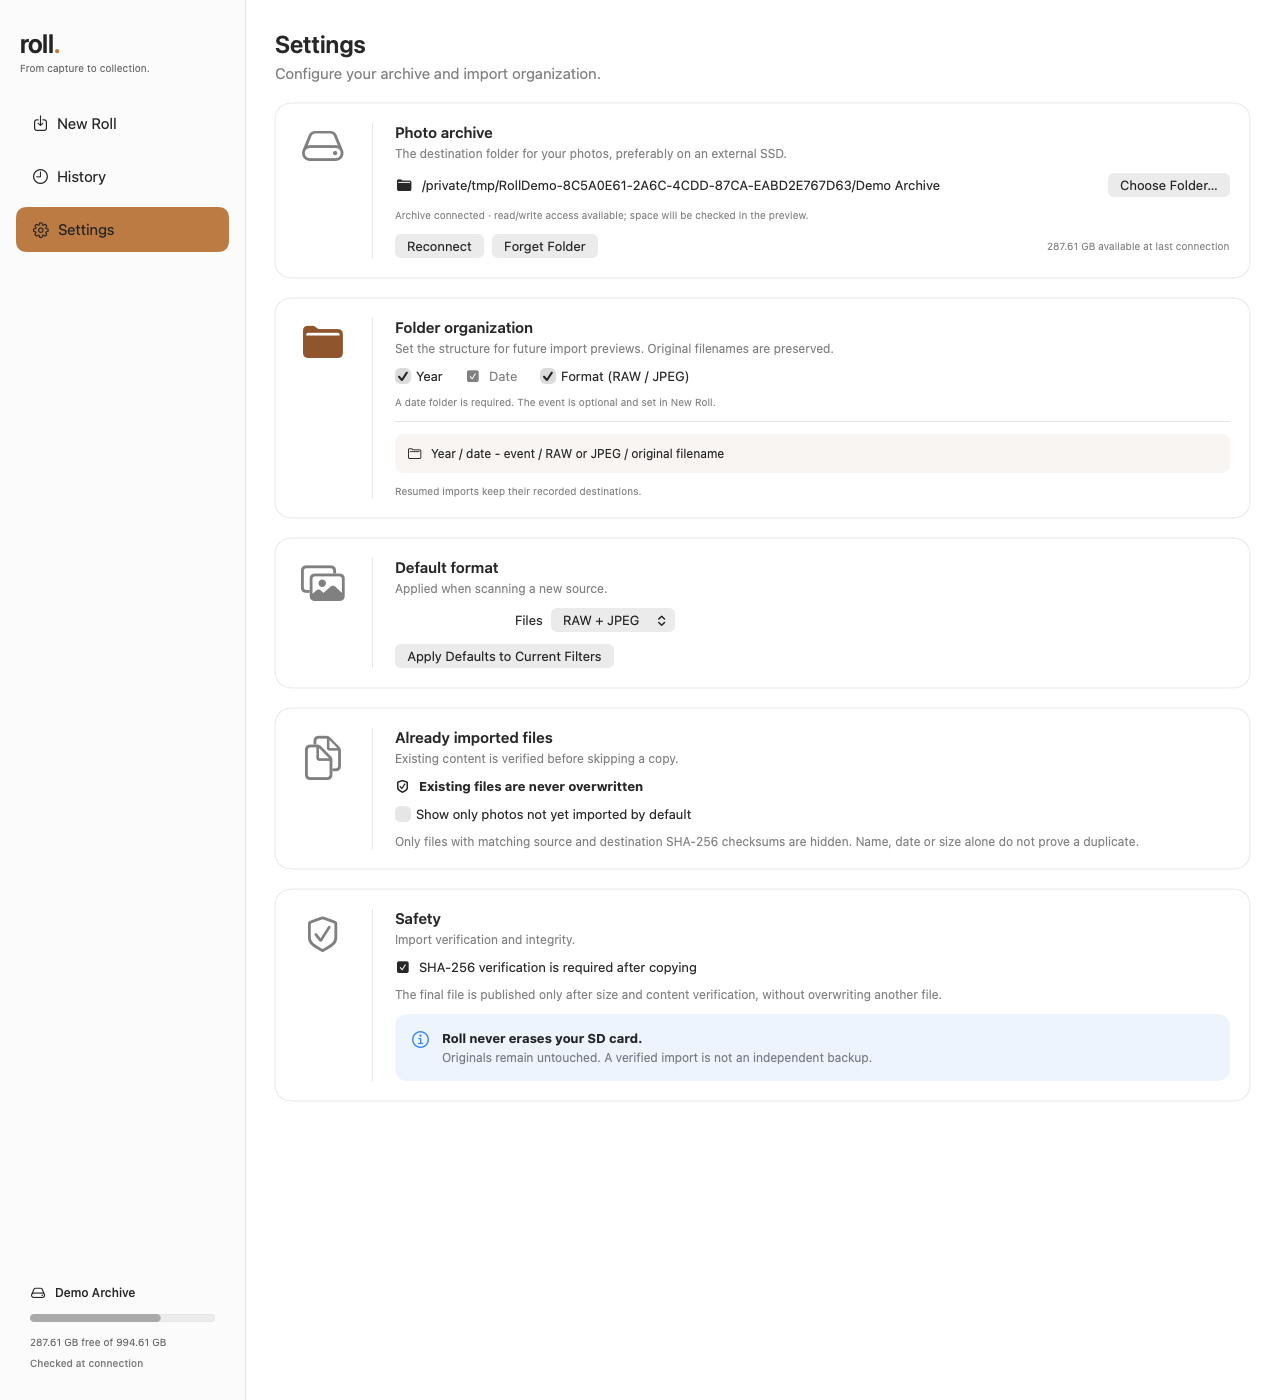 roll.
From capture to collection.
New Roll
History
Settings
Demo Archive
287.61 GB free of 994.61 GB
Checked at connection
Settings
Configure your archive and import organization.
Photo archive
The destination folder for your photos, preferably on an external SSD.
/private/tmp/RollDemo-8C5A0E61-2A6C-4CDD-87CA-EABD2E767D63/Demo Archive
Choose Folder...
Archive connected · read/write access available; space will be checked in the preview.
Reconnect
Forget Folder
287.61 GB available at last connection
Folder organization
Set the structure for future import previews. Original filenames are preserved.
Year
Date
Format (RAW / JPEG)
A date folder is required. The event is optional and set in New Roll.
Year / date - event / RAW or JPEG / original filename
Resumed imports keep their recorded destinations.
Default format
Applied when scanning a new source.
Files
RAW + JPEG
Apply Defaults to Current Filters
Already imported files
Existing content is verified before skipping a copy.
Existing files are never overwritten
Show only photos not yet imported by default
Only files with matching source and destination SHA-256 checksums are hidden. Name, date or size alone do not prove a duplicate.
Safety
Import verification and integrity.
SHA-256 verification is required after copying
The final file is published only after size and content verification, without overwriting another file.
Roll never erases your SD card.
Originals remain untouched. A verified import is not an independent backup.